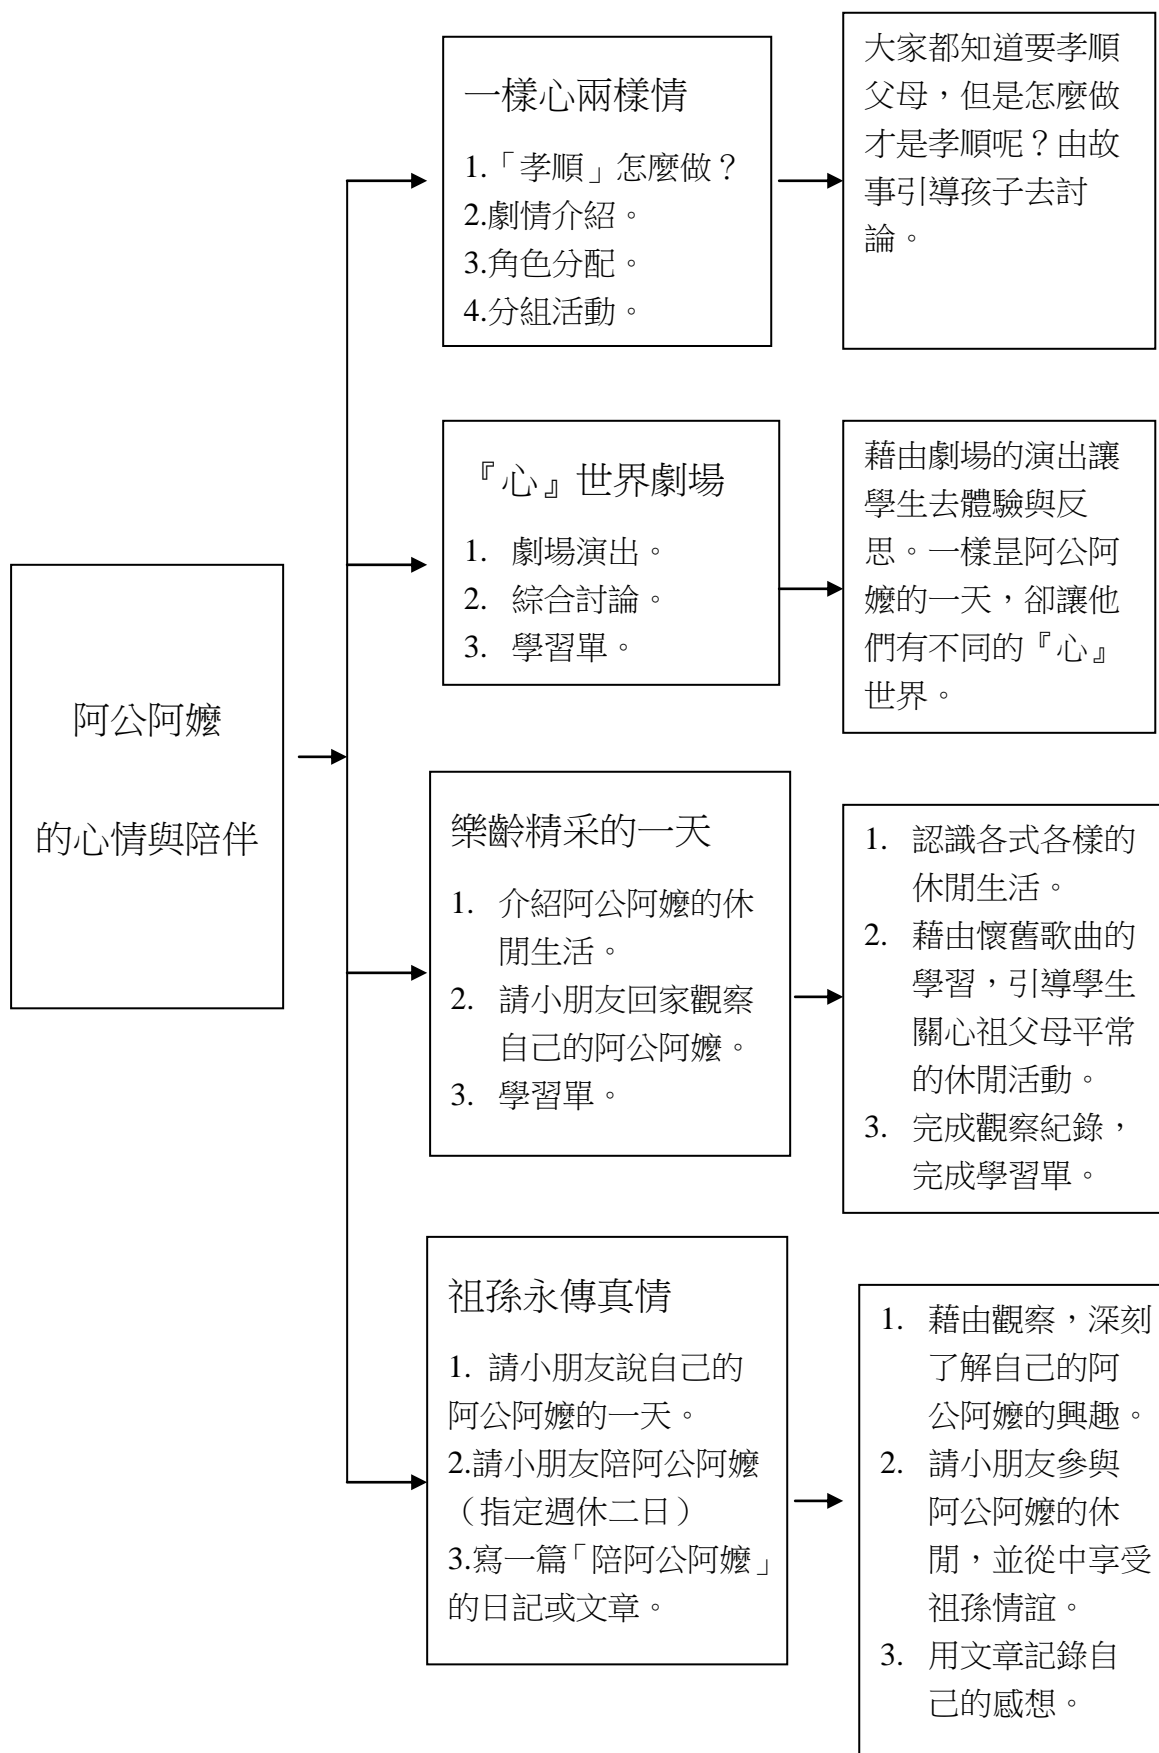 阿公阿嬤
的心情與陪伴
一樣心兩樣情
1.「孝順」怎麼做？
2.劇情介紹。
3.角色分配。
4.分組活動。
大家都知道要孝順
父母，但是怎麼做
才是孝順呢？由故
事引導孩子去討
論。
『心』世界劇場
1. 劇場演出。
2. 綜合討論。
3. 學習單。
藉由劇場的演出讓
學生去體驗與反
思。一樣是阿公阿
嬤的一天，卻讓他
們有不同的『心』
世界。
樂齡精采的一天
1. 介紹阿公阿嬤的休
閒生活。
2. 請小朋友回家觀察
自己的阿公阿嬤。
3. 學習單。
1. 認識各式各樣的
休閒生活。
2. 藉由懷舊歌曲的
學習，引導學生
關心祖父母平常
的休閒活動。
3. 完成觀察紀錄，
完成學習單。
祖孫永傳真情
1. 請小朋友說自己的
阿公阿嬤的一天。
2.請小朋友陪阿公阿嬤
（指定週休二日）
3.寫一篇「陪阿公阿嬤」
的日記或文章。
1. 藉由觀察，深刻
了解自己的阿
公阿嬤的興趣。
2. 請小朋友參與
阿公阿嬤的休
閒，並從中享受
祖孫情誼。
3. 用文章記錄自
己的感想。